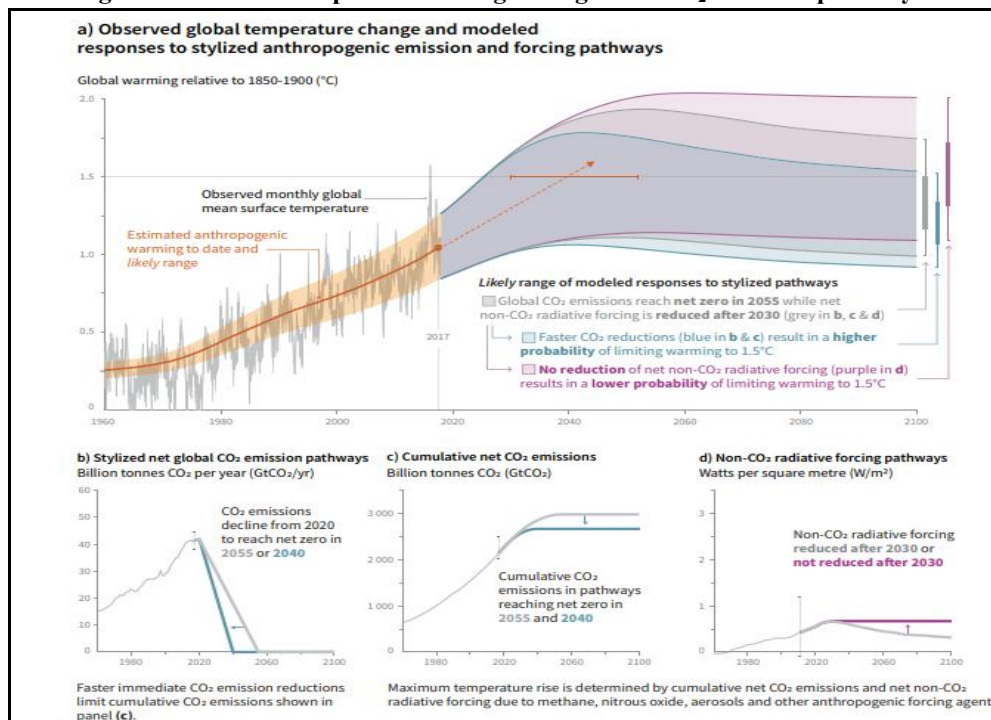 a) Observed global temperature change and modeled
responses to stylized anthropogenic emission and forcing pathways
Global warming relative to 1850-1900 (°C)
2.0
1.5
1.0
0.5
0
1960
1980
2000
2020
2040
2060
2080
2100
2017
Observed monthly global
mean surface temperature
Estimated anthropogenic
warming to date and
likely range
Likely range of modeled responses to stylized pathways
Global CO₂ emissions reach net zero in 2055 while net
non-CO₂ radiative forcing is reduced after 2030 (grey in b, c & d)
Faster CO₂ reductions (blue in b & c) result in a higher
probability of limiting warming to 1.5°C
No reduction of net non-CO₂ radiative forcing (purple in d)
results in a lower probability of limiting warming to 1.5°C
b) Stylized net global CO₂ emission pathways
Billion tonnes CO₂ per year (GtCO₂/yr)
60
50
40
30
20
10
0
1980
2020
2060
2100
CO₂ emissions
decline from 2020
to reach net zero in
2055 or 2040
Faster immediate CO₂ emission reductions
limit cumulative CO₂ emissions shown in
panel (c).
c) Cumulative net CO₂ emissions
Billion tonnes CO₂ (GtCO₂)
3 000
2 000
1 000
0
1980
2020
2060
2100
Cumulative CO₂
emissions in pathways
reaching net zero in
2055 and 2040
d) Non-CO₂ radiative forcing pathways
Watts per square metre (W/m²)
3
2
1
0
1980
2020
2060
2100
Non-CO₂ radiative forcing
reduced after 2030 or
not reduced after 2030
Maximum temperature rise is determined by cumulative net CO₂ emissions and net non-CO₂
radiative forcing due to methane, nitrous oxide, aerosols and other anthropogenic forcing agent